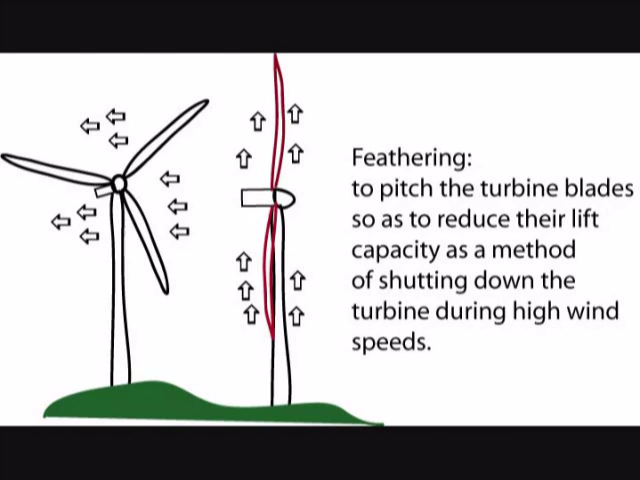 Feathering:
to pitch the turbine blades
so as to reduce their lift
capacity as a method
of shutting down the
turbine during high wind
speeds.